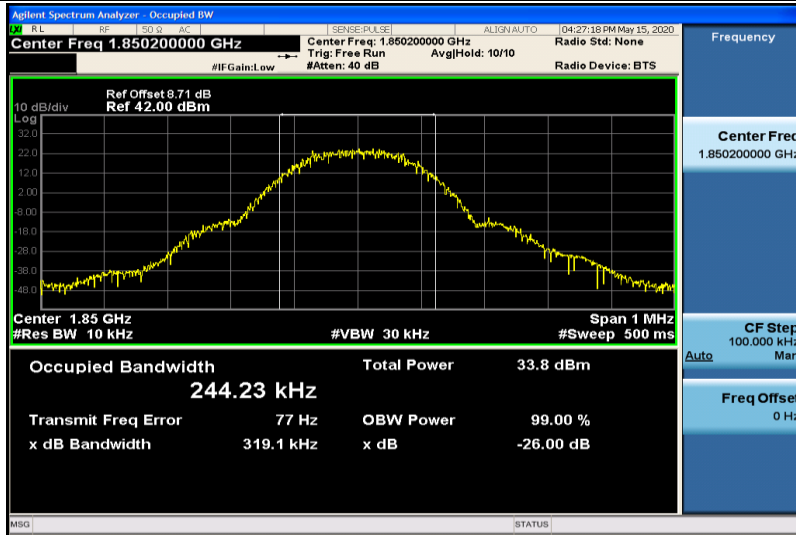 Agilent Spectrum Analyzer - Occupied BW
LXI RL RF 50 Ω AC SENSE:PULSE ALIGN AUTO 04:27:18 PM May 15, 2020
Center Freq 1.850200000 GHz Center Freq: 1.850200000 GHz Radio Std: None
Trig: Free Run Avg|Hold: 10/10
#IFGain:Low #Atten: 40 dB Radio Device: BTS
Frequency
Ref Offset 8.71 dB
10 dB/div Ref 42.00 dBm
Log
32.0
22.0
12.0
2.00
-8.00
-18.0
-28.0
-38.0
-48.0
Center 1.85 GHz Span 1 MHz
#Res BW 10 kHz #VBW 30 kHz #Sweep 500 ms
Occupied Bandwidth Total Power 33.8 dBm
244.23 kHz
Transmit Freq Error 77 Hz OBW Power 99.00 %
x dB Bandwidth 319.1 kHz x dB -26.00 dB
Center Freq
1.850200000 GHz
CF Step
100.000 kHz
Auto Man
Freq Offset
0 Hz
MSG STATUS